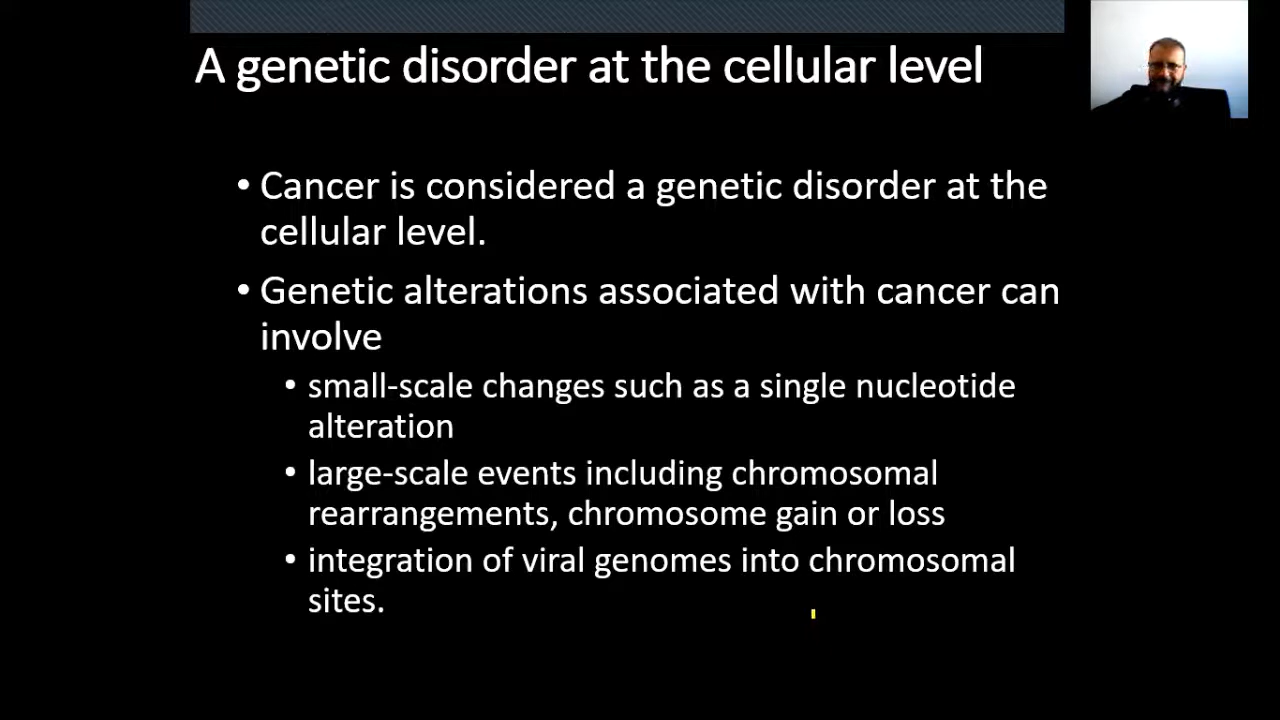 A genetic disorder at the cellular level
• Cancer is considered a genetic disorder at the
cellular level.
• Genetic alterations associated with cancer can
involve
• small-scale changes such as a single nucleotide
alteration
• large-scale events including chromosomal
rearrangements, chromosome gain or loss
• integration of viral genomes into chromosomal
sites.